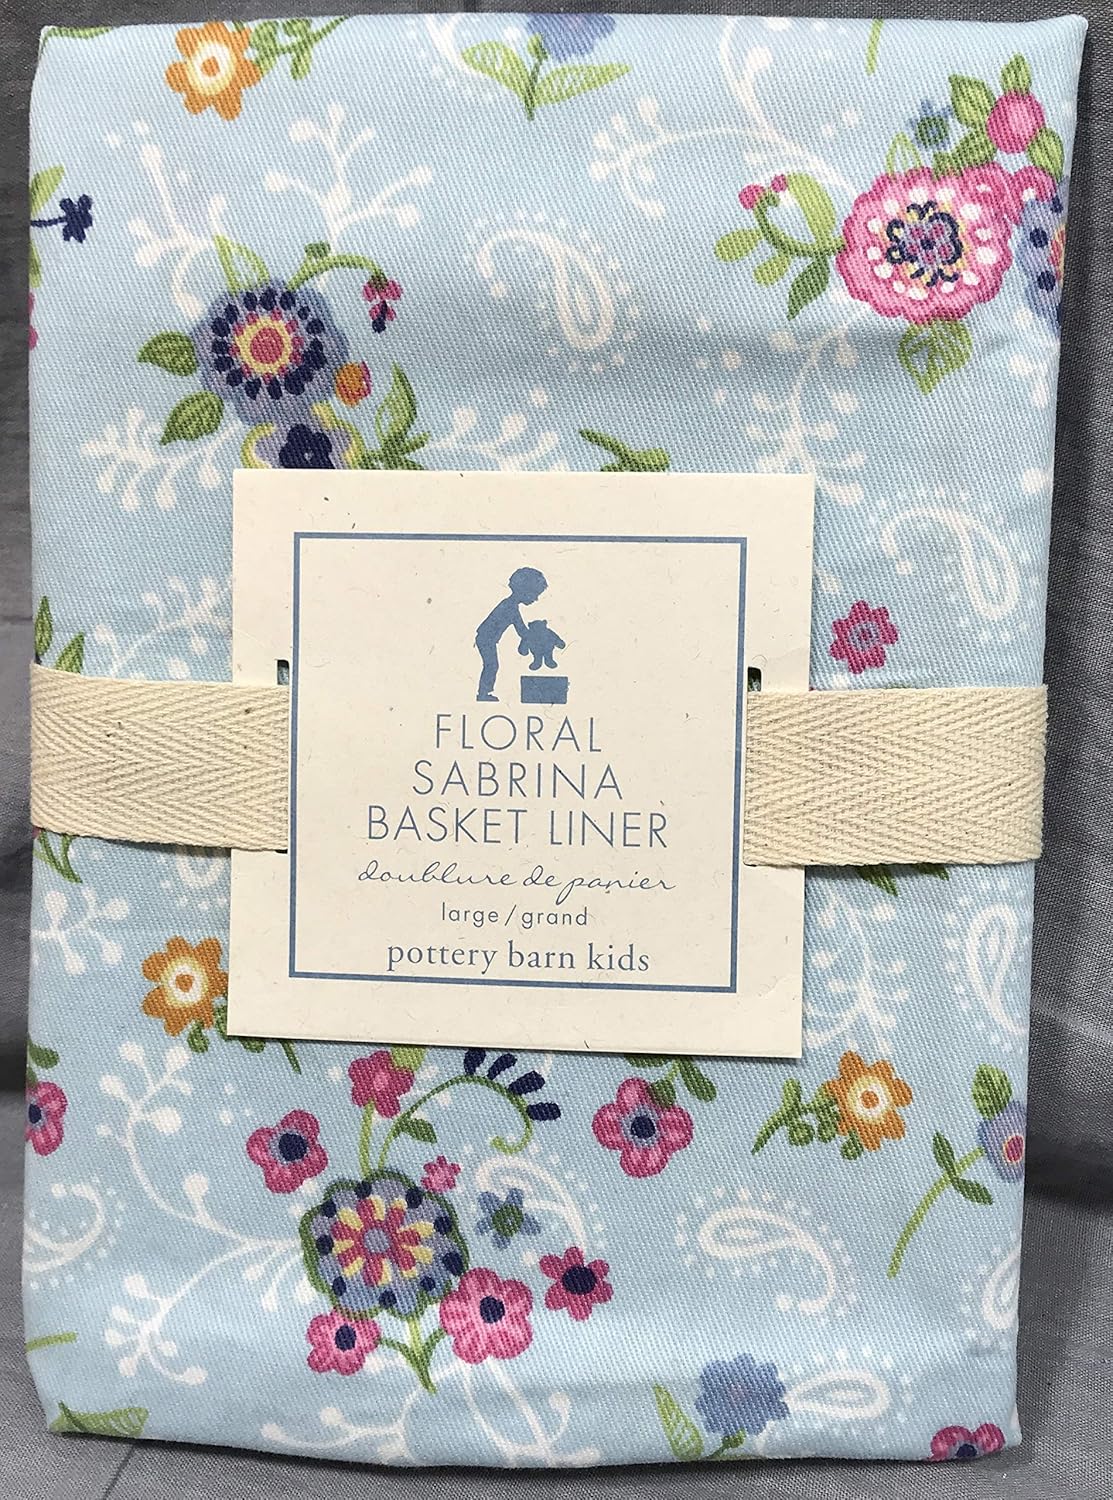 FLORAL
SABRINA
BASKET LINER
doublure de panier
large/grand
pottery barn kids